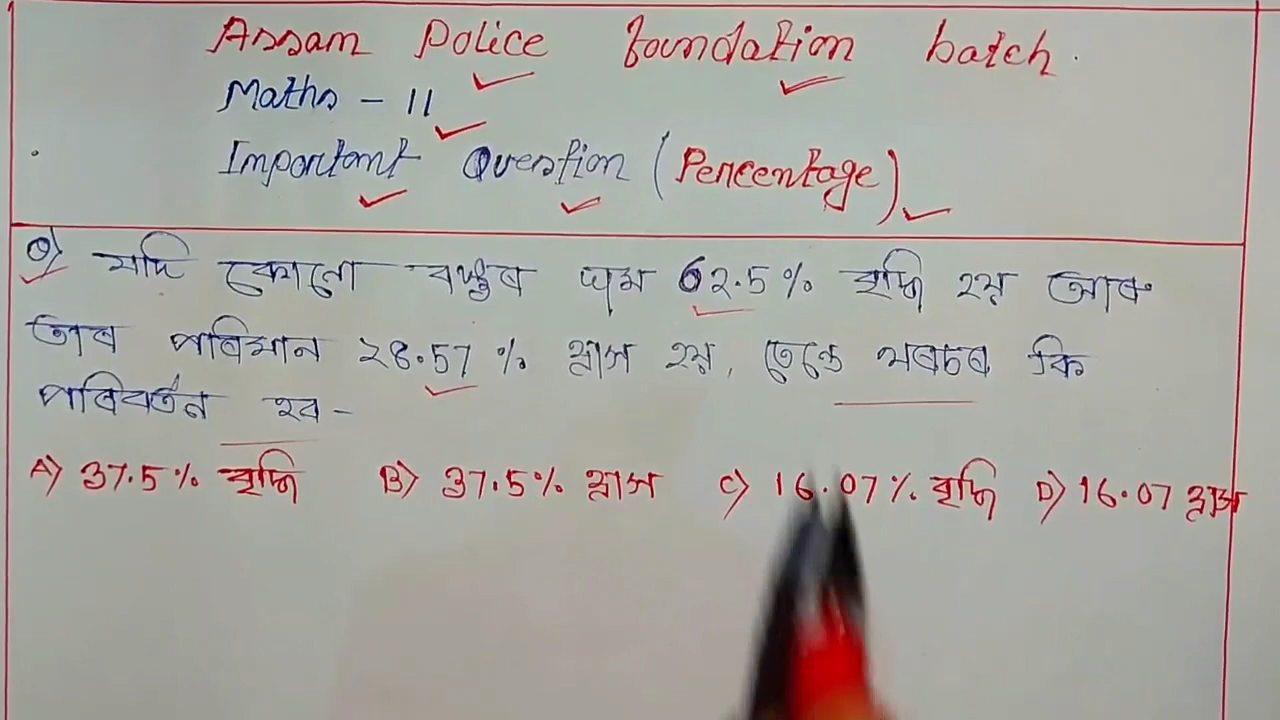 Assam Police foundation batch.
Maths - 11
Important Question (Percentage)
Q) যদি কোনো বস্তুৰ দাম 62.5% বৃদ্ধি হয় আৰু
তাৰ পৰিমান 28.57 % হ্ৰাস হয়, তেন্তে খৰচৰ কি
পৰিবৰ্তন হব-
A) 37.5% বৃদ্ধি B) 37.5% হ্ৰাস C) 16.07% বৃদ্ধি D) 16.07 হ্ৰাস